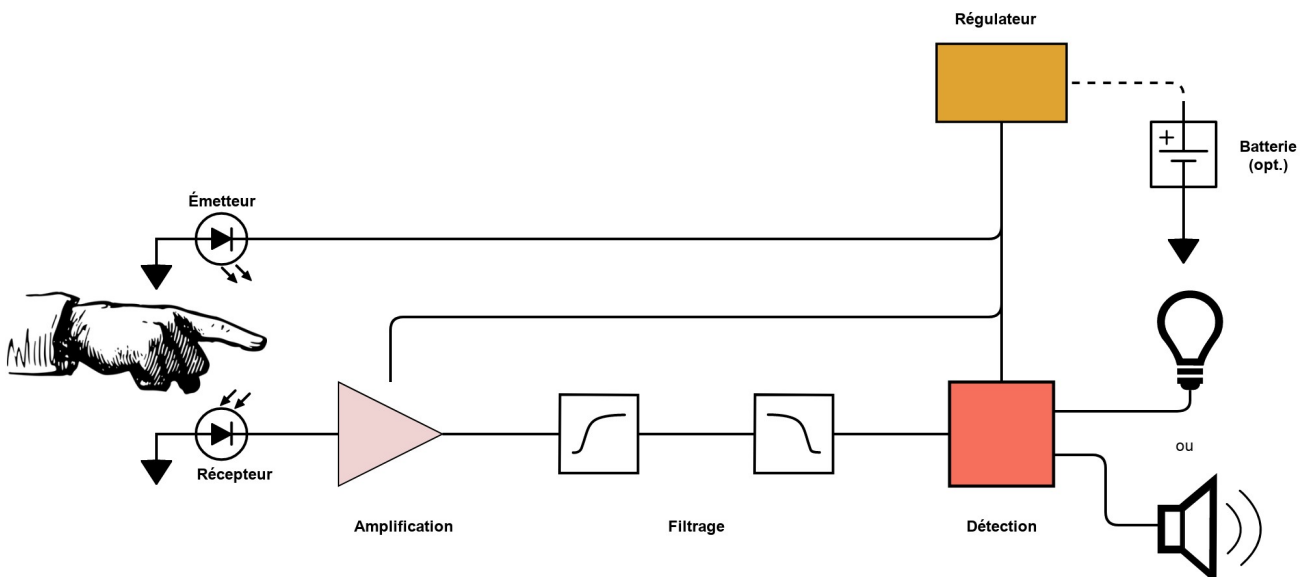 Régulateur
Batterie
(opt.)
Émetteur
Récepteur
ou
Amplification
Filtrage
Détection